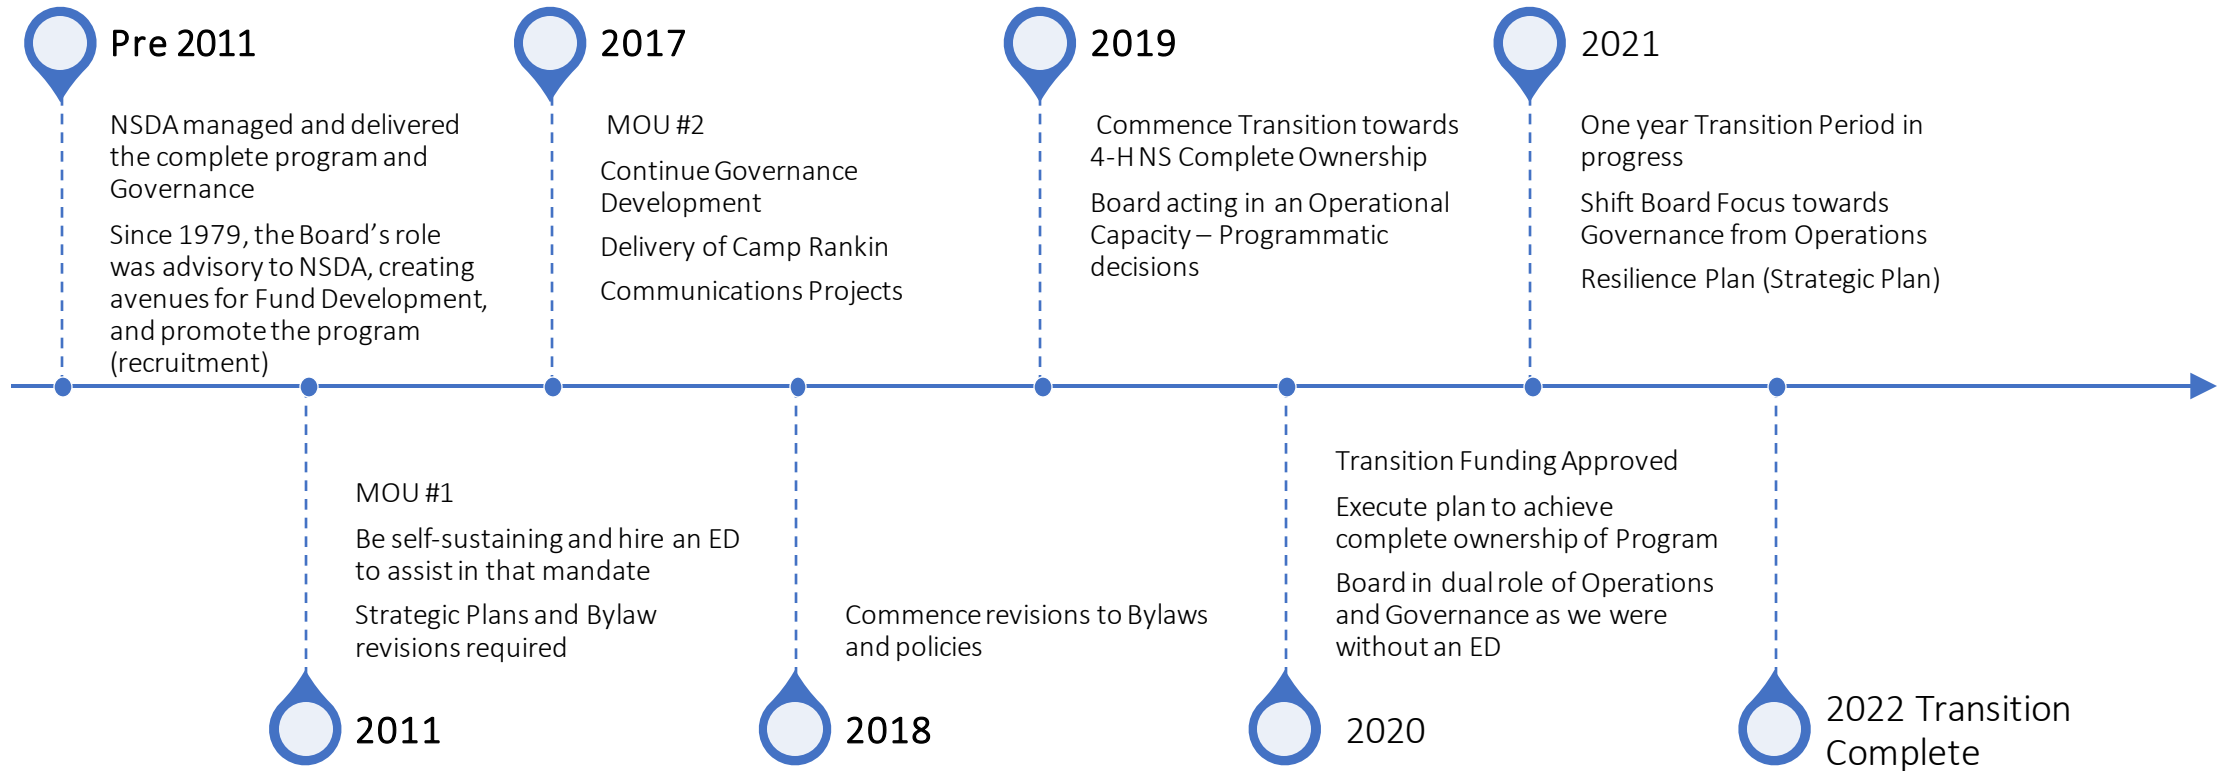 Pre 2011
NSDA managed and delivered
the complete program and
Governance
Since 1979, the Board’s role
was advisory to NSDA, creating
avenues for Fund Development,
and promote the program
(recruitment)
2017
MOU #2
Continue Governance
Development
Delivery of Camp Rankin
Communications Projects
2019
Commence Transition towards
4-H NS Complete Ownership
Board acting in an Operational
Capacity – Programmatic
decisions
2021
One year Transition Period in
progress
Shift Board Focus towards
Governance from Operations
Resilience Plan (Strategic Plan)
MOU #1
Be self-sustaining and hire an ED
to assist in that mandate
Strategic Plans and Bylaw
revisions required
2011
Commence revisions to Bylaws
and policies
2018
Transition Funding Approved
Execute plan to achieve
complete ownership of Program
Board in dual role of Operations
and Governance as we were
without an ED
2020
2022 Transition
Complete